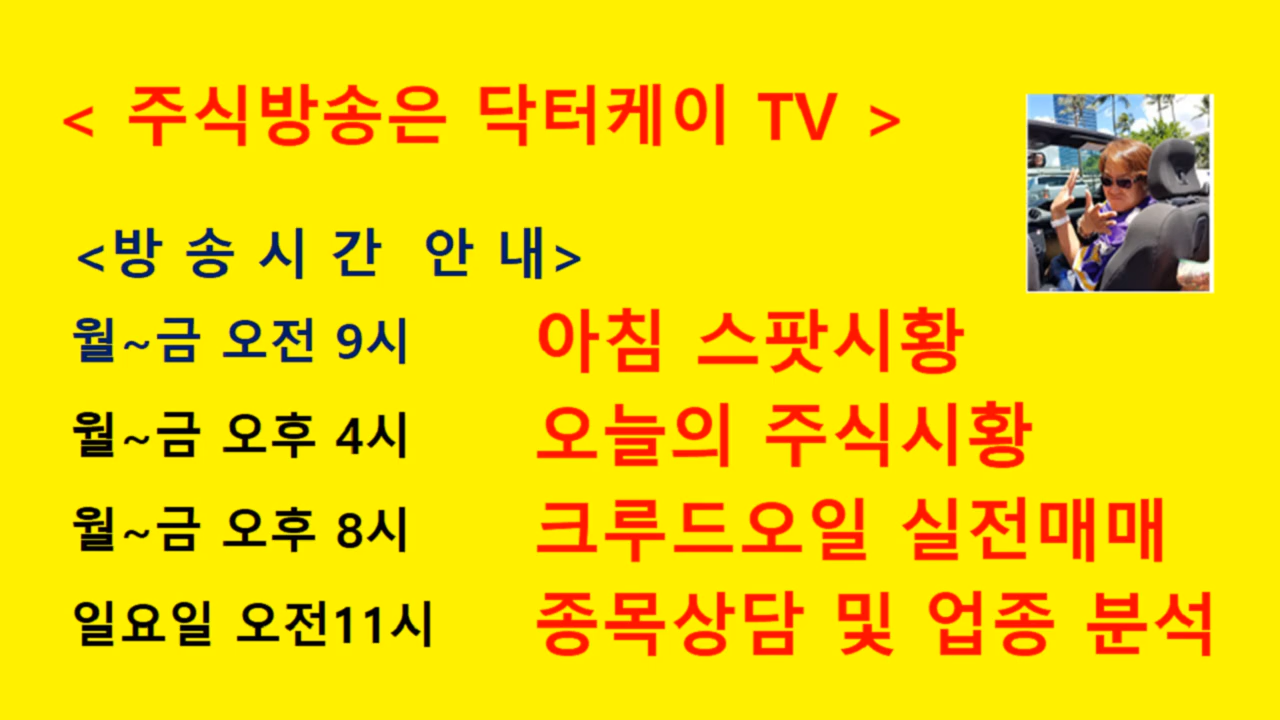 < 주식방송은 닥터케이 TV >
<방 송 시 간 안 내>
월~금 오전 9시 아침 스팟시황
월~금 오후 4시 오늘의 주식시황
월~금 오후 8시 크루드오일 실전매매
일요일 오전11시 종목상담 및 업종 분석